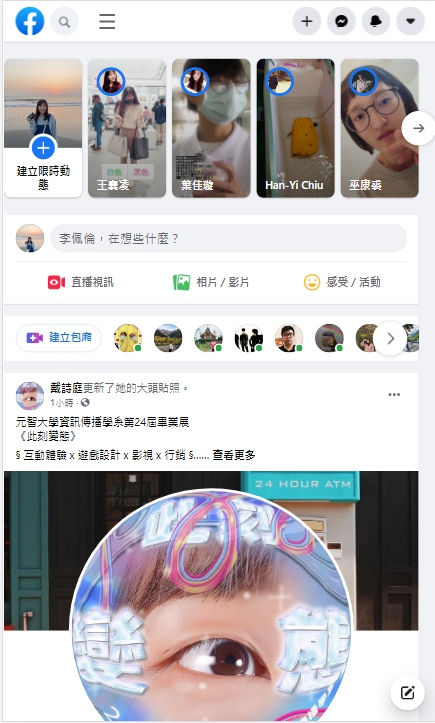 建立限時動
態
白色 黑色
王襄凌
葉佳璇
Han-Yi Chiu
巫康裘
李佩倫，在想些什麼？
直播視訊
相片／影片
感受／活動
建立包廂
戴詩庭更新了她的大頭貼照。
1小時
元智大學資訊傳播學系第24屆畢業展
《此刻變態》
§ 互動體驗 x 遊戲設計 x 影視 x 行銷 §...... 查看更多
24 HOUR ATM
此刻
變態